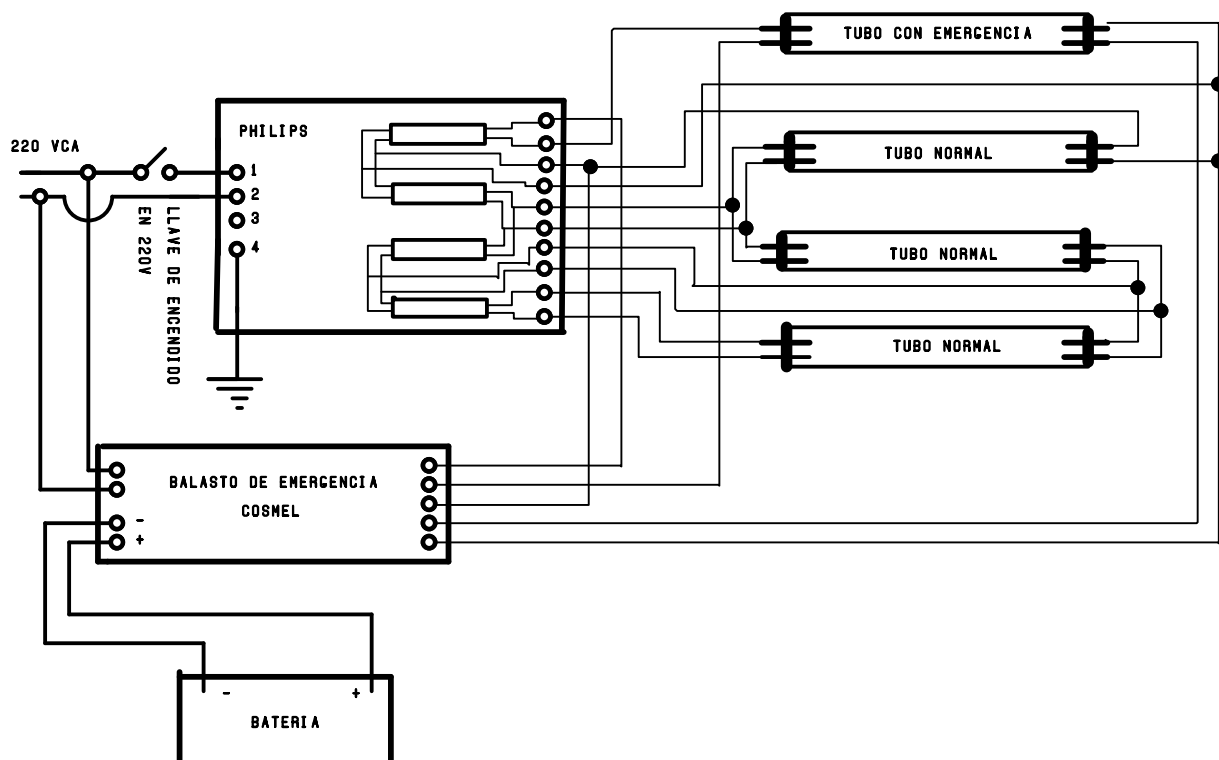 TUBO CON EMERGENCIA
PHILIPS
220 VCA
1
2
3
4
LLAVE DE ENCENDIDO
EN 220V
TUBO NORMAL
TUBO NORMAL
TUBO NORMAL
BALASTO DE EMERGENCIA
COSMEL
-
+
- +
BATERIA